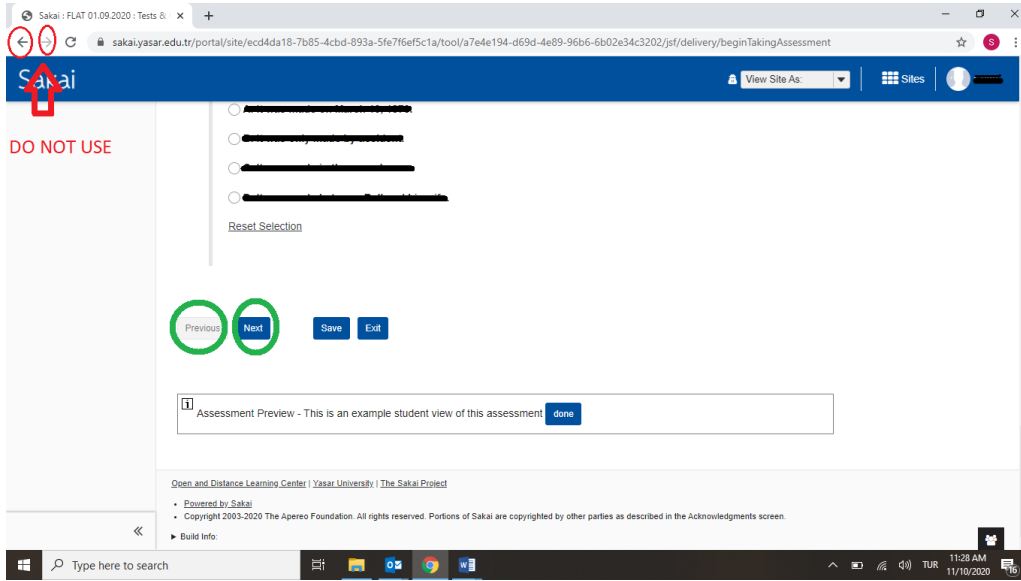 Sakai : FLAT 01.09.2020 : Tests &
sakai.yasar.edu.tr/portal/site/ecd4da18-7b85-4cbd-893a-5fe7f6ef5c1a/tool/a7e4e194-d69d-4e89-96b6-6b02e34c3202/jsf/delivery/beginTakingAssessment
S
Sakai
View Site As:
Sites
DO NOT USE
Reset Selection
Previous
Next
Save
Exit
Assessment Preview - This is an example student view of this assessment
done
Open and Distance Learning Center | Yasar University | The Sakai Project
Powered by Sakai
Copyright 2003-2020 The Apereo Foundation. All rights reserved. Portions of Sakai are copyrighted by other parties as described in the Acknowledgments screen.
Build Info:
Type here to search
TUR
11:28 AM
11/10/2020
16